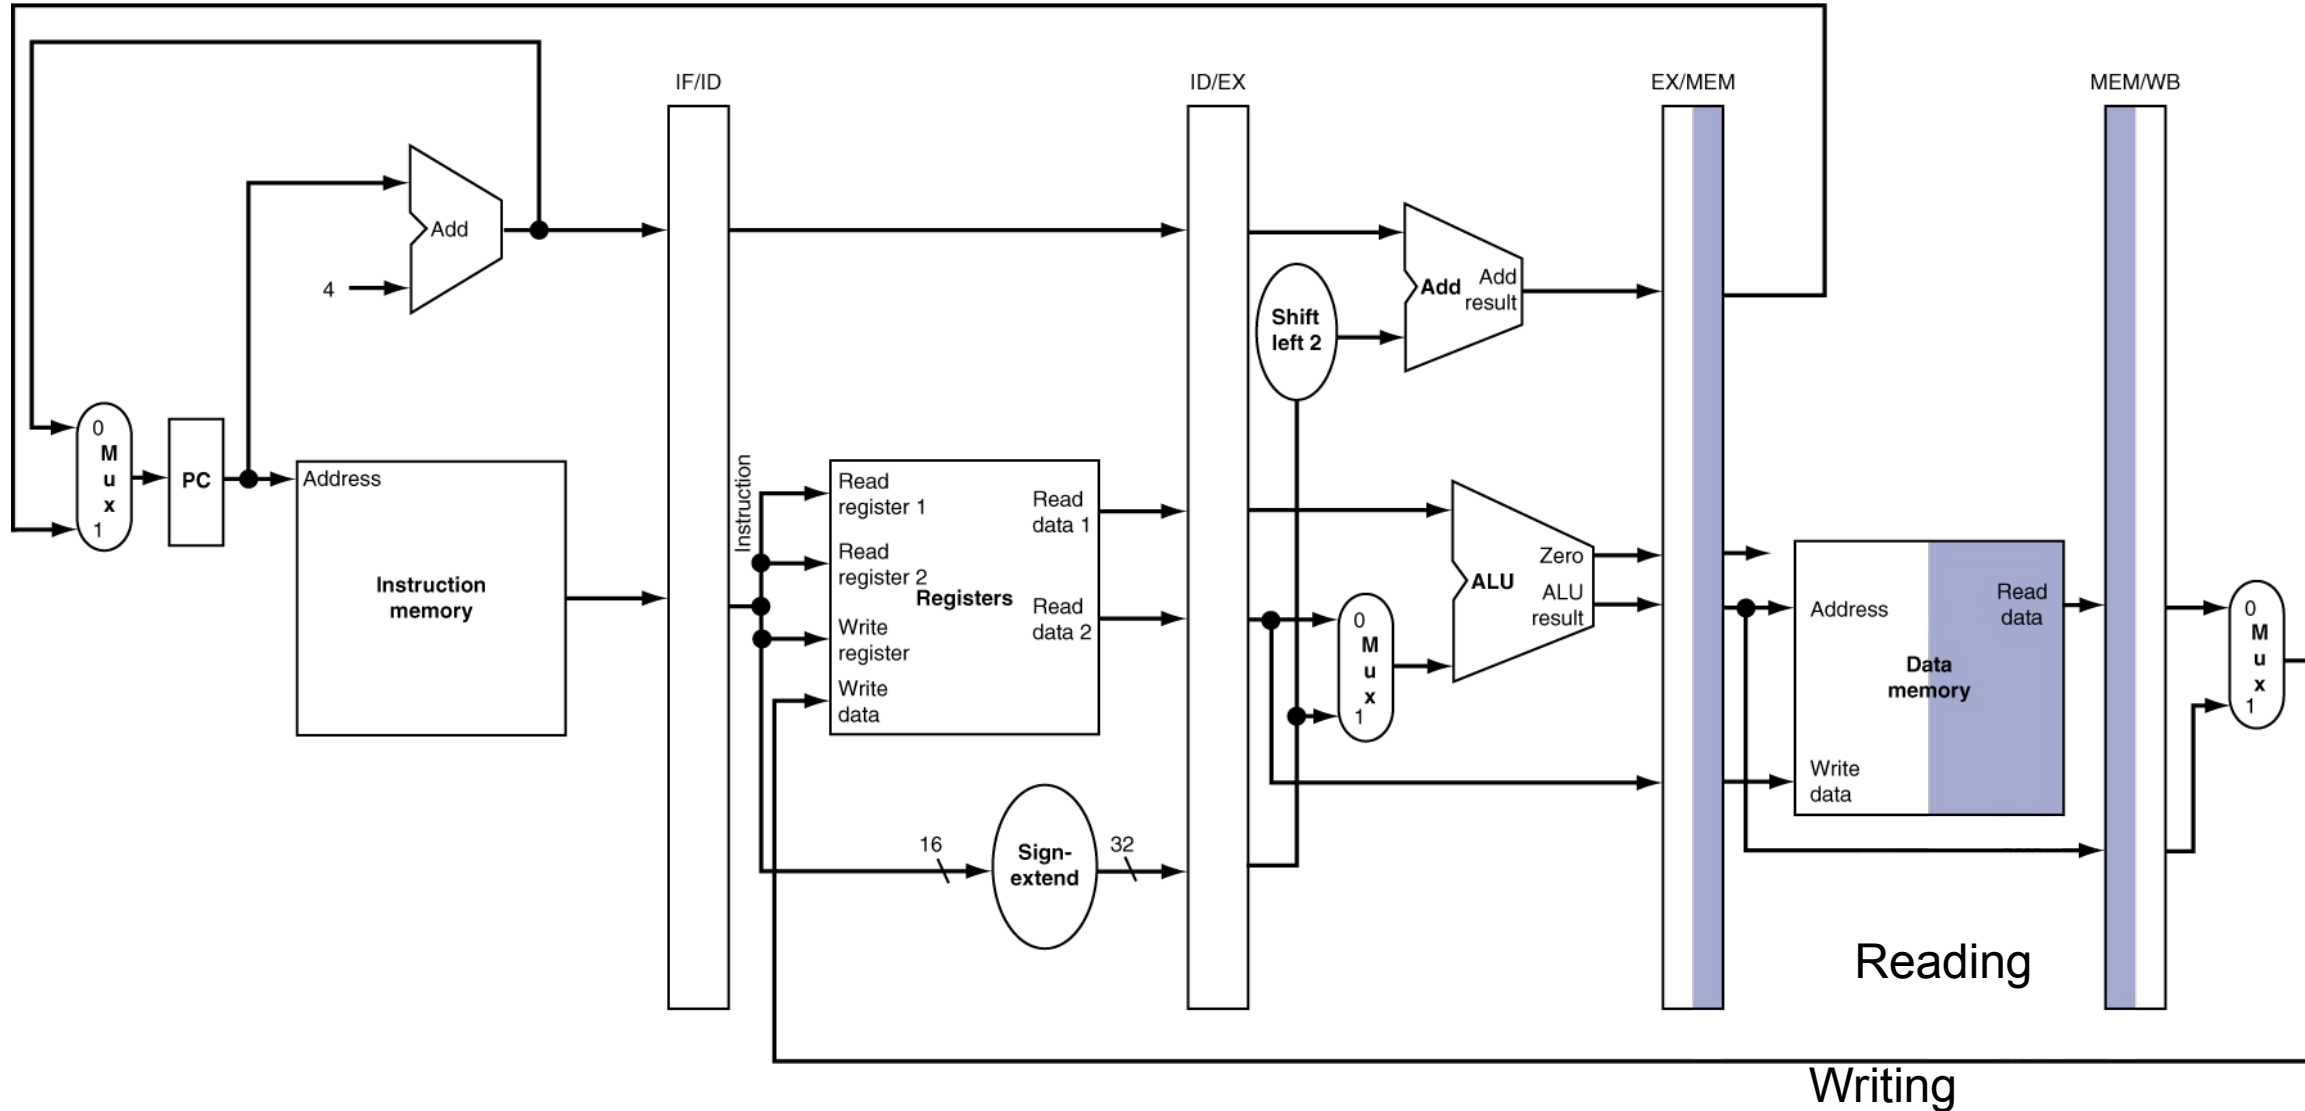 IF/ID
ID/EX
EX/MEM
MEM/WB
Add
4
Add
Add
result
Shift
left 2
0
M
u
x
1
PC
Address
Instruction
memory
Instruction
Read
register 1
Read
register 2
Write
register
Write
data
Registers
Read
data 1
Read
data 2
16
Sign-
extend
32
0
M
u
x
1
ALU
Zero
ALU
result
Address
Read
data
Data
memory
Write
data
0
M
u
x
1
Reading
Writing